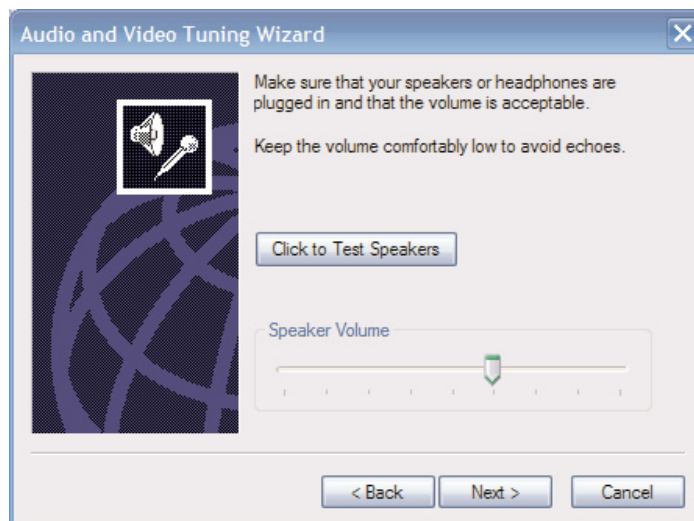 Audio and Video Tuning Wizard
Make sure that your speakers or headphones are
plugged in and that the volume is acceptable.
Keep the volume comfortably low to avoid echoes.
Click to Test Speakers
Speaker Volume
< Back
Next >
Cancel